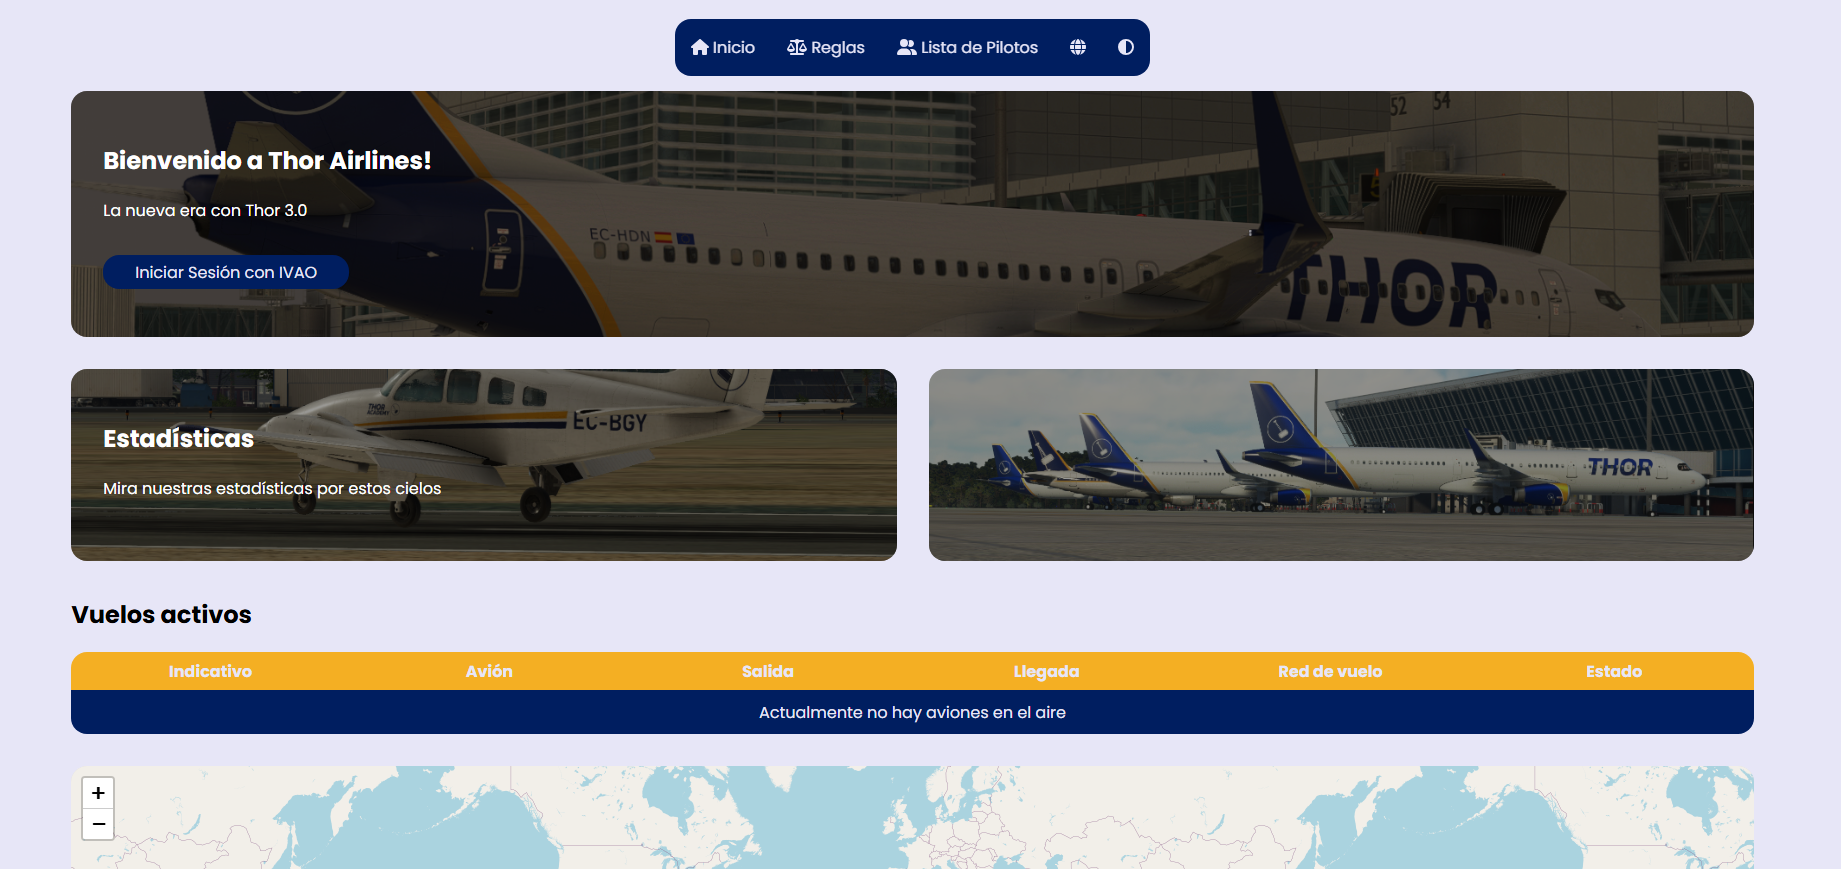 Inicio Reglas Lista de Pilotos
52 54
Bienvenido a Thor Airlines!
La nueva era con Thor 3.0
EC-HDN
Iniciar Sesión con IVAO
THOR
THOR
ACADEMY
EC-BGY
Estadísticas
Mira nuestras estadísticas por estos cielos
THOR
Vuelos activos
Indicativo Avión Salida Llegada Red de vuelo Estado
Actualmente no hay aviones en el aire
+
−